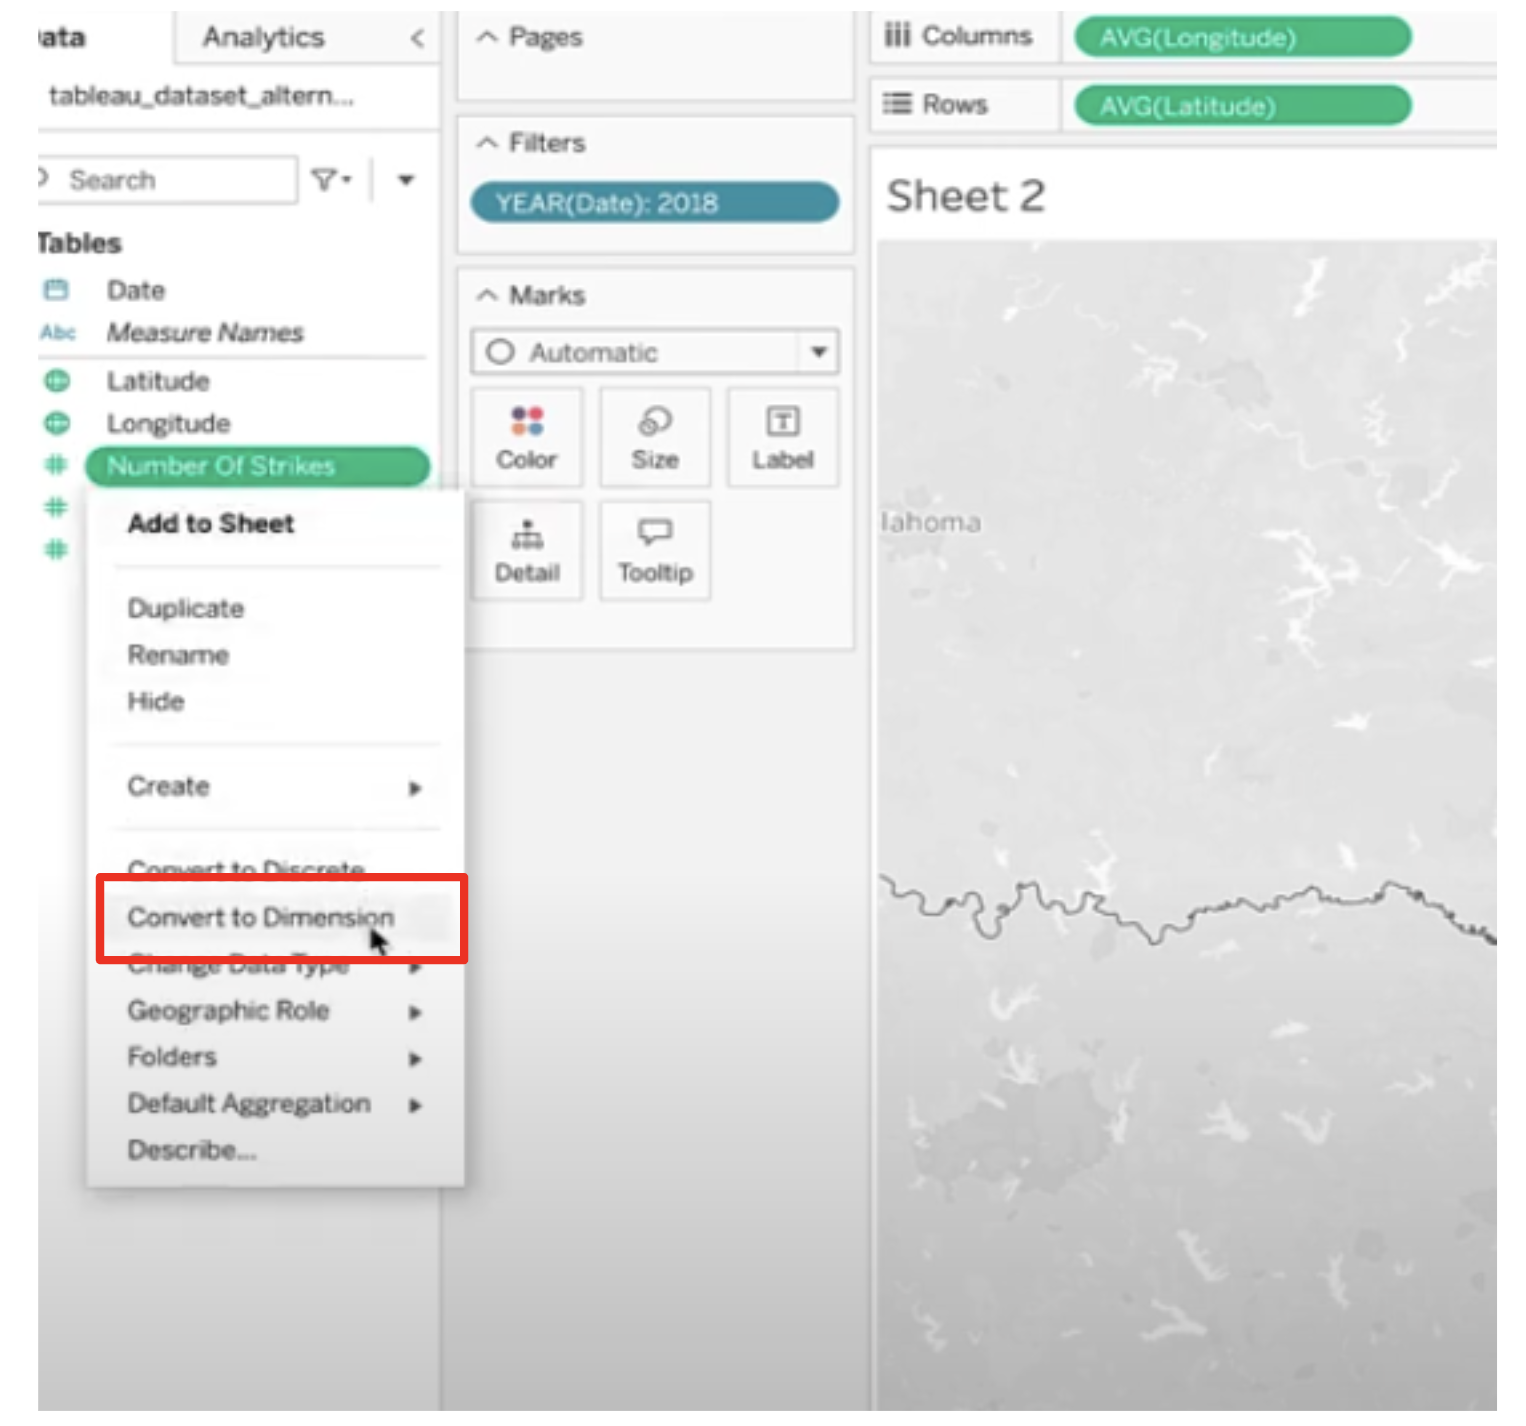 ata
Analytics
tableau_dataset_altern...
Search
Tables
Date
Abc Measure Names
Latitude
Longitude
Number Of Strikes
Add to Sheet
Duplicate
Rename
Hide
Create
Convert to Discrete
Convert to Dimension
Change Data Type
Geographic Role
Folders
Default Aggregation
Describe...
Pages
Filters
YEAR(Date): 2018
Marks
Automatic
Color
Size
Label
Detail
Tooltip
Columns
AVG(Longitude)
Rows
AVG(Latitude)
Sheet 2
lahoma